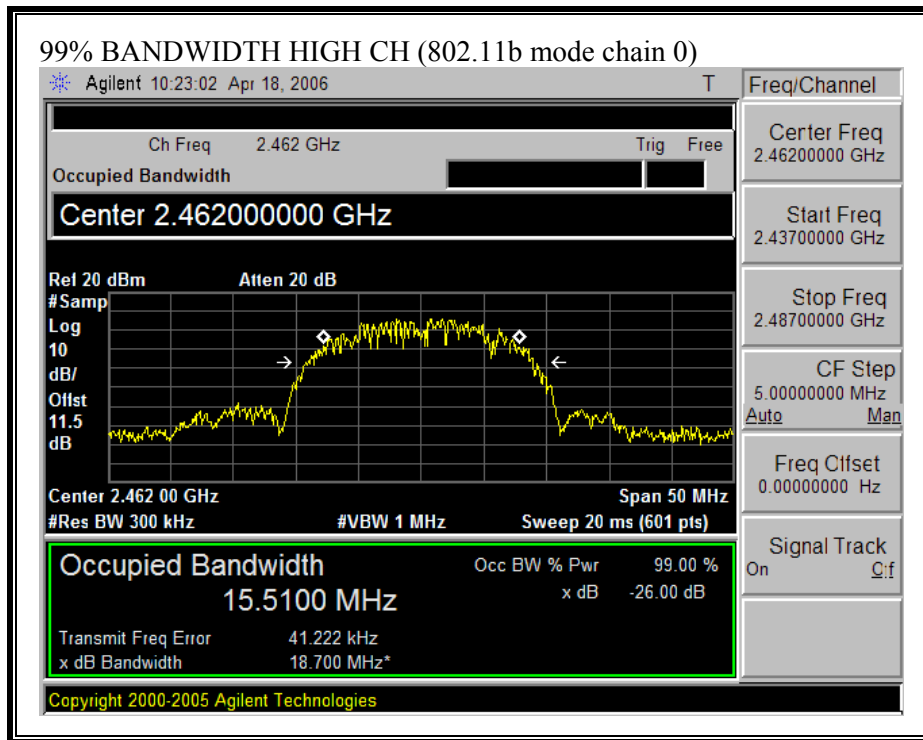 99% BANDWIDTH HIGH CH (802.11b mode chain 0)
Agilent 10:23:02 Apr 18, 2006 T
Freq/Channel
Ch Freq 2.462 GHz Trig Free
Occupied Bandwidth
Center 2.462000000 GHz
Ref 20 dBm Atten 20 dB
#Samp
Log
10
dB/
Offst
11.5
dB
Center 2.462 00 GHz Span 50 MHz
#Res BW 300 kHz #VBW 1 MHz Sweep 20 ms (601 pts)
Occupied Bandwidth Occ BW % Pwr 99.00 %
15.5100 MHz x dB -26.00 dB
Transmit Freq Error 41.222 kHz
x dB Bandwidth 18.700 MHz*
Copyright 2000-2005 Agilent Technologies
Center Freq
2.46200000 GHz
Start Freq
2.43700000 GHz
Stop Freq
2.48700000 GHz
CF Step
5.00000000 MHz
Auto Man
Freq Offset
0.00000000 Hz
Signal Track
On Off